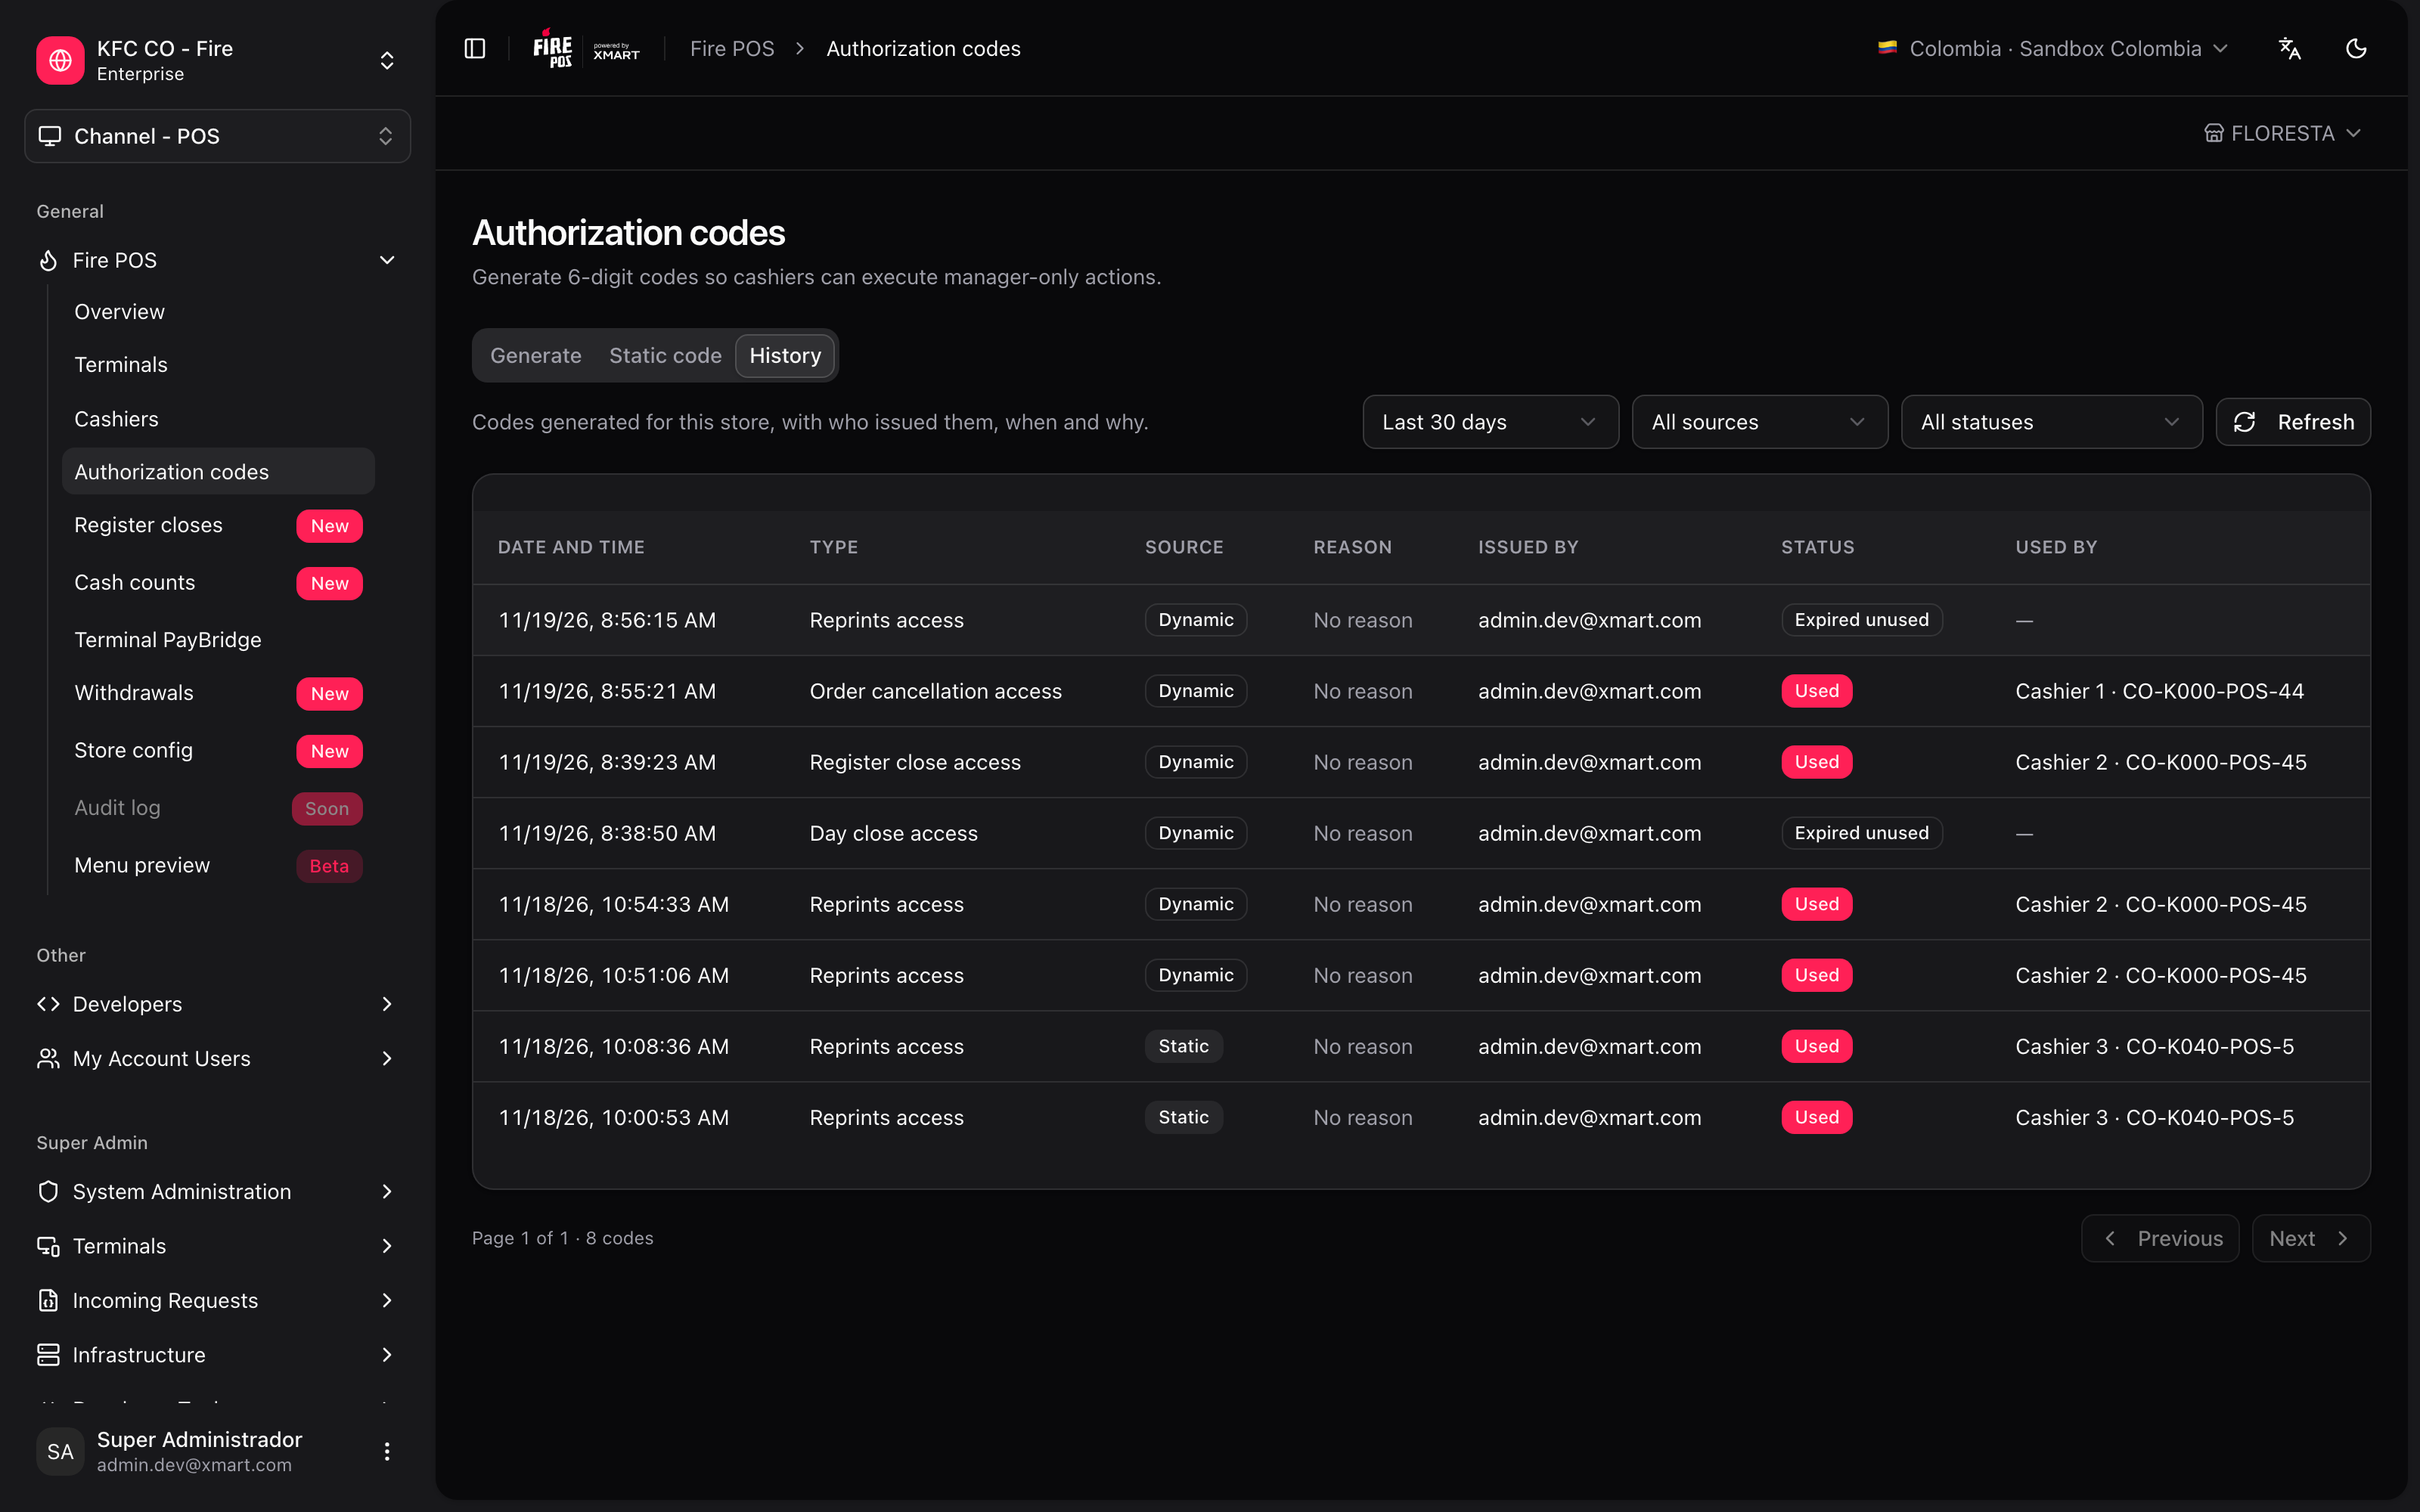 KFC CO - Fire
Enterprise
Channel - POS
General
Fire POS
Overview
Terminals
Cashiers
Authorization codes
Register closes New
Cash counts New
Terminal PayBridge
Withdrawals New
Store config New
Audit log Soon
Menu preview Beta
Other
Developers
My Account Users
Super Admin
System Administration
Terminals
Incoming Requests
Infrastructure
SA
Super Administrador
admin.dev@xmart.com
FIRE POS powered by XMART
Fire POS > Authorization codes
Colombia · Sandbox Colombia
FLORESTA
Authorization codes
Generate 6-digit codes so cashiers can execute manager-only actions.
Generate Static code History
Codes generated for this store, with who issued them, when and why.
Last 30 days All sources All statuses Refresh
DATE AND TIME TYPE SOURCE REASON ISSUED BY STATUS USED BY
11/19/26, 8:56:15 AM Reprints access Dynamic No reason admin.dev@xmart.com Expired unused —
11/19/26, 8:55:21 AM Order cancellation access Dynamic No reason admin.dev@xmart.com Used Cashier 1 · CO-K000-POS-44
11/19/26, 8:39:23 AM Register close access Dynamic No reason admin.dev@xmart.com Used Cashier 2 · CO-K000-POS-45
11/19/26, 8:38:50 AM Day close access Dynamic No reason admin.dev@xmart.com Expired unused —
11/18/26, 10:54:33 AM Reprints access Dynamic No reason admin.dev@xmart.com Used Cashier 2 · CO-K000-POS-45
11/18/26, 10:51:06 AM Reprints access Dynamic No reason admin.dev@xmart.com Used Cashier 2 · CO-K000-POS-45
11/18/26, 10:08:36 AM Reprints access Static No reason admin.dev@xmart.com Used Cashier 3 · CO-K040-POS-5
11/18/26, 10:00:53 AM Reprints access Static No reason admin.dev@xmart.com Used Cashier 3 · CO-K040-POS-5
Page 1 of 1 · 8 codes
Previous Next